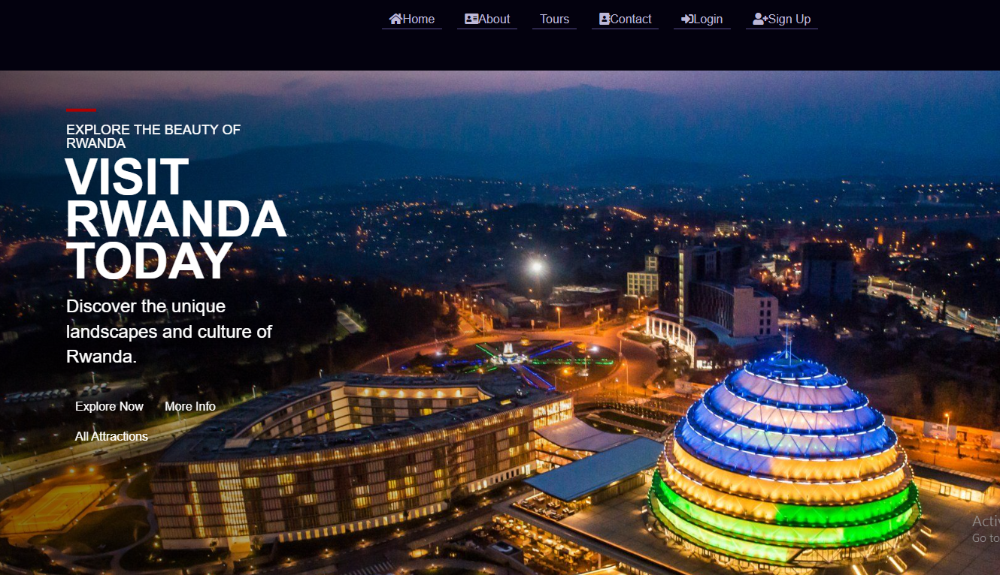 Home About Tours Contact Login Sign Up
EXPLORE THE BEAUTY OF
RWANDA
VISIT
RWANDA
TODAY
Discover the unique
landscapes and culture of
Rwanda.
Explore Now More Info
All Attractions
Go to